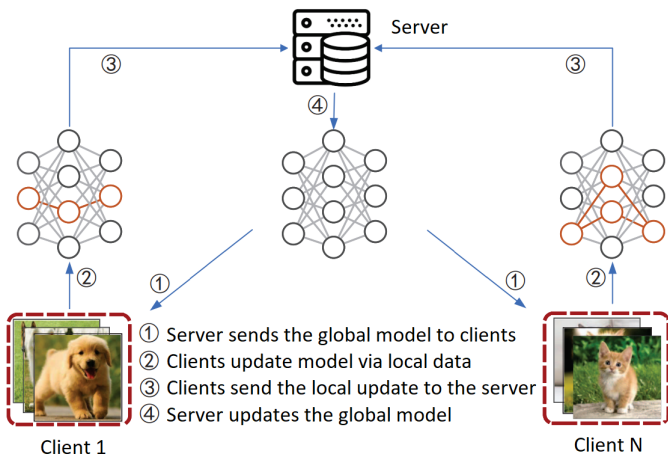 Server
③
③
④
②
①
①
②
① Server sends the global model to clients
② Clients update model via local data
③ Clients send the local update to the server
④ Server updates the global model
Client 1
Client N